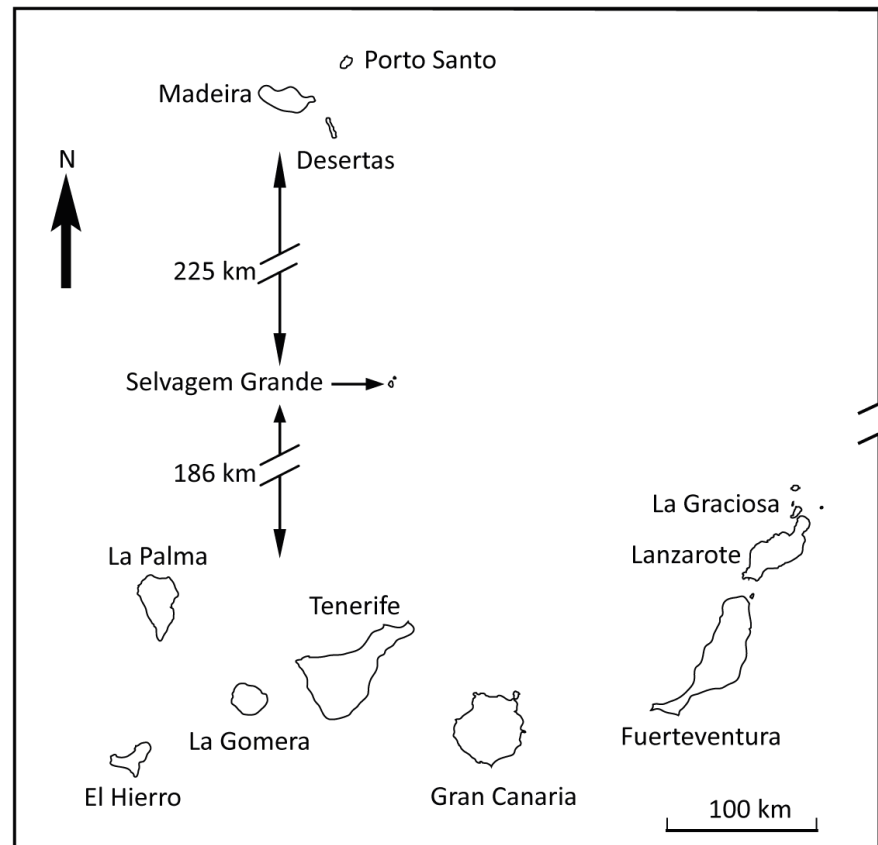 Porto Santo
Madeira
Desertas
N
225 km
Selvagem Grande
186 km
La Graciosa
Lanzarote
La Palma
Tenerife
La Gomera
Fuerteventura
El Hierro
Gran Canaria
100 km